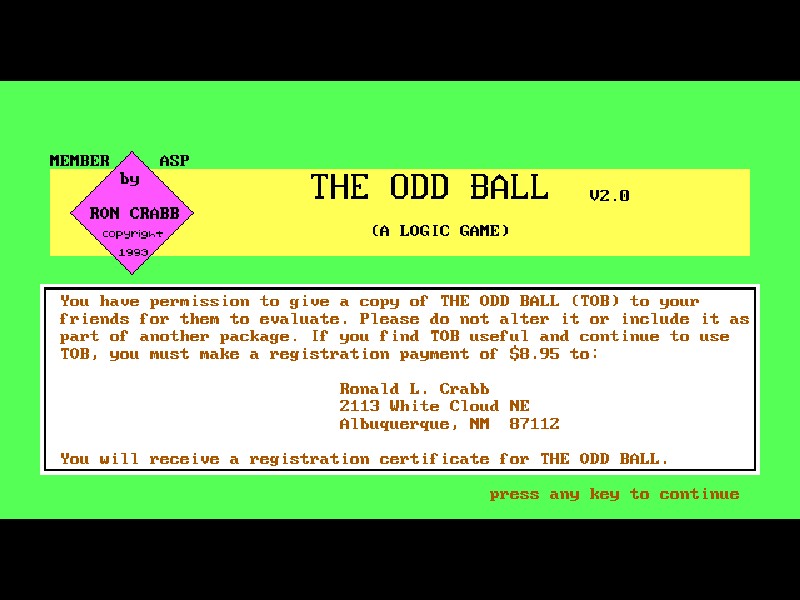 MEMBER ASP
by
RON CRABB
copyright
1993
THE ODD BALL V2.0
(A LOGIC GAME)
You have permission to give a copy of THE ODD BALL (TOB) to your
friends for them to evaluate. Please do not alter it or include it as
part of another package. If you find TOB useful and continue to use
TOB, you must make a registration payment of $8.95 to:
Ronald L. Crabb
2113 White Cloud NE
Albuquerque, NM  87112
You will receive a registration certificate for THE ODD BALL.
press any key to continue